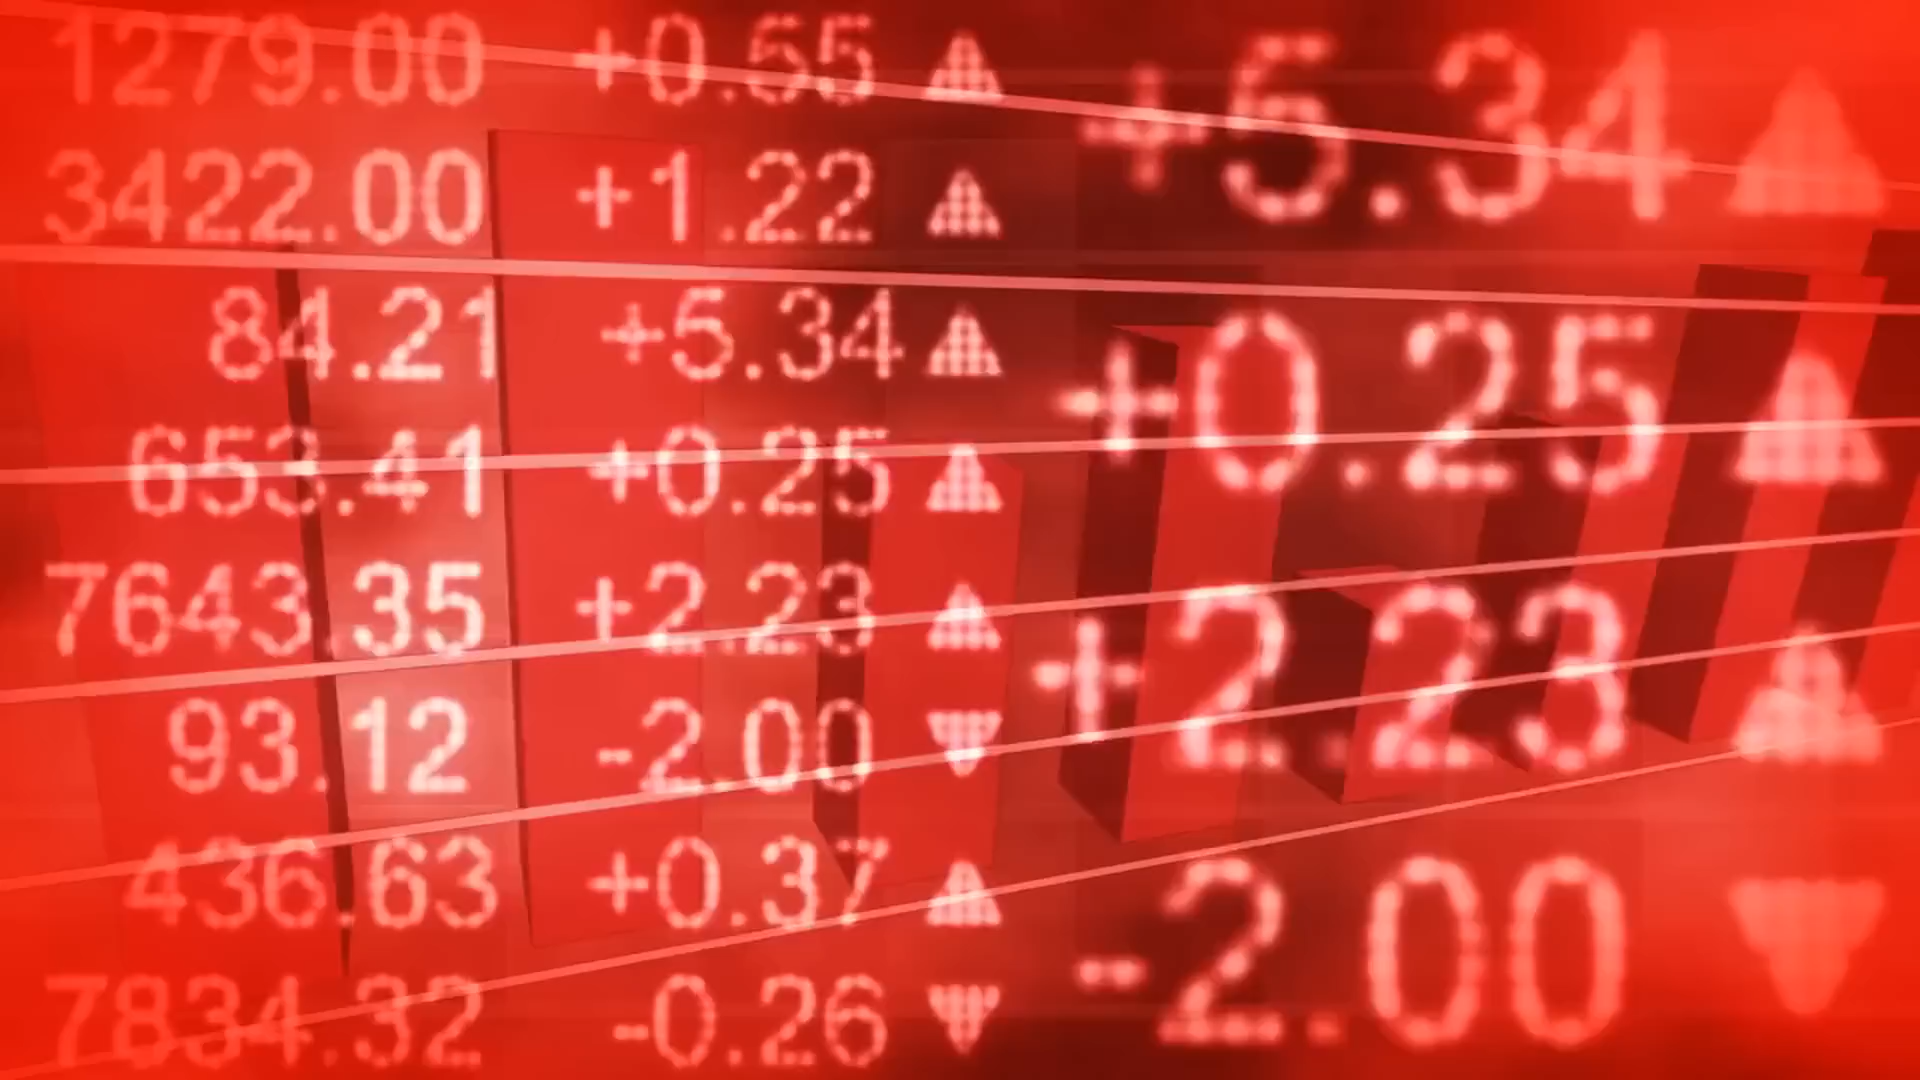 1279.00 +0.55 ▲
3422.00 +1.22 ▲
84.21 +5.34 ▲
653.41 +0.25 ▲
7643.35 +2.23 ▲
93.12 -2.00 ▼
436.63 +0.37 ▲
7834.32 -0.26 ▼
+5.34 ▲
+0.25 ▲
+2.23 ▲
-2.00 ▼